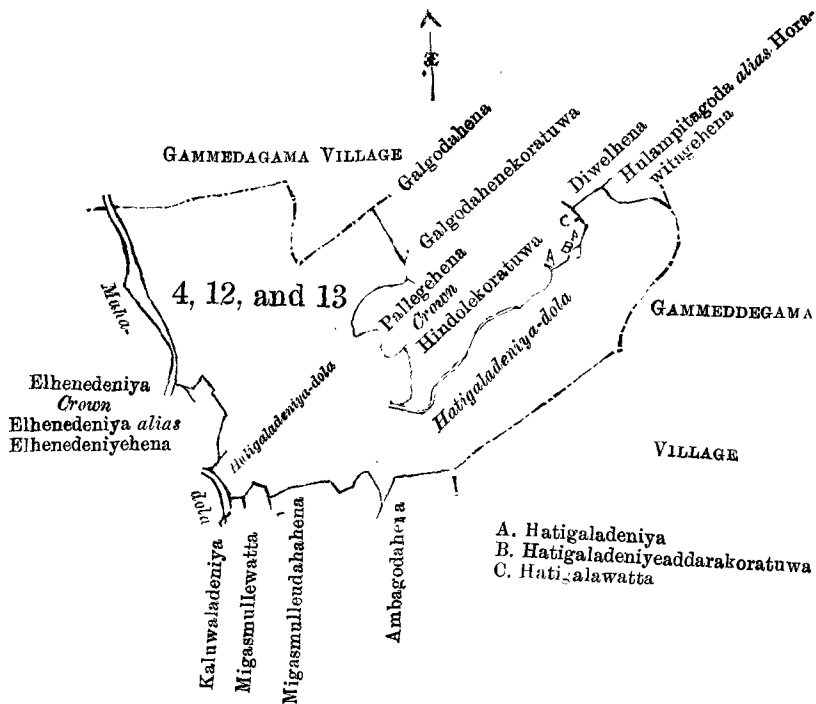 Galgodahena
Galgodahenekoratuwa
Diwelhena
Hulampitagoda alias Hora-
witagehena
GAMMEDAGAMA VILLAGE
C
B
A
4, 12, and 13
Pallegehena
Crown
Hindolekoratuwa
Maha-
GAMMEDDEGAMA
Hatigaladeniya-dola
Elhenedeniya
Crown
Elhenedeniya alias
Elhenedeniyehena
Hatigaladeniya-dola
VILLAGE
dola
Kaluwaladeniya
Migasmullewatta
Migasmulleudahahena
Ambagodahena
A. Hatigaladeniya
B. Hatigaladeniyeaddarakoratuwa
C. Hatigalawatta